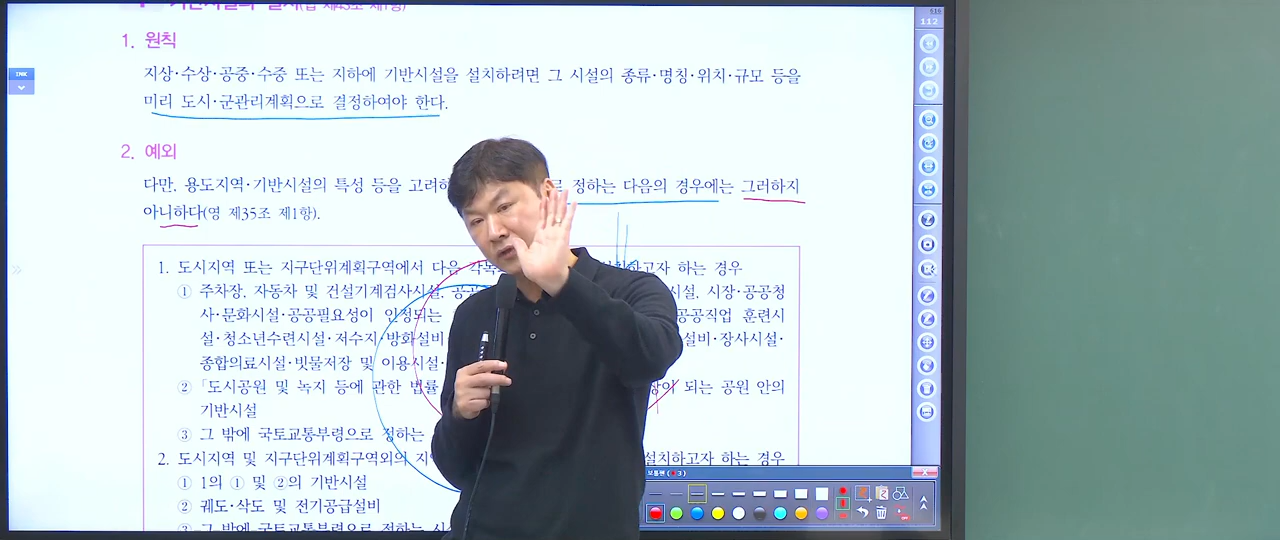 (법 제43조 제1항)
1. 원칙
지상·수상·공중·수중 또는 지하에 기반시설을 설치하려면 그 시설의 종류·명칭·위치·규모 등을
미리 도시·군관리계획으로 결정하여야 한다.
2. 예외
다만, 용도지역·기반시설의 특성 등을 고려하 정하는 다음의 경우에는 그러하지
아니하다(영 제35조 제1항).
1. 도시지역 또는 지구단위계획구역에서 다음 각목 설치하고자 하는 경우
① 주차장, 자동차 및 건설기계검사시설, 공공 시설, 시장·공공청
사·문화시설·공공필요성이 인정되는 공공직업 훈련시
설·청소년수련시설·저수지·방화설비 설비·장사시설·
종합의료시설·빗물저장 및 이용시설·
② 「도시공원 및 녹지 등에 관한 법률 되는 공원 안의
기반시설
③ 그 밖에 국토교통부령으로 정하는
2. 도시지역 및 지구단위계획구역외의 지역 설치하고자 하는 경우
① 1의 ① 및 ②의 기반시설
② 궤도·삭도 및 전기공급설비
③ 그 밖에 국토교통부령으로 정하는 시
INK
616
112
보통펜 ( 3 )